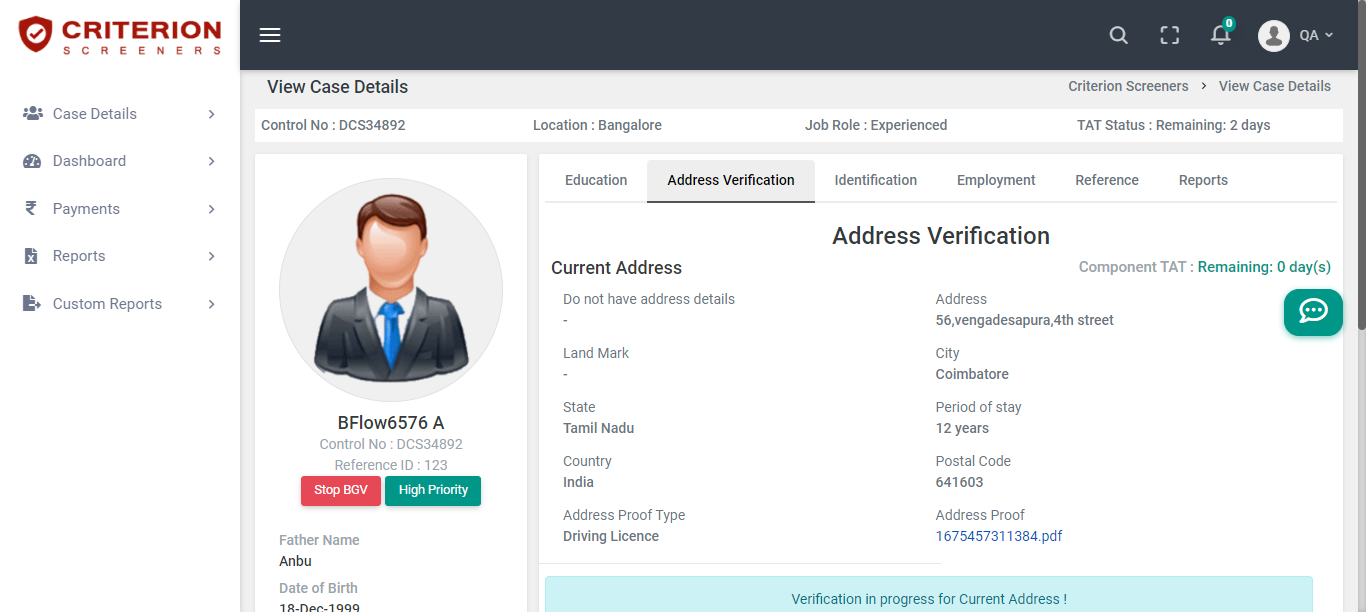 CRITERION
SCREENERS
0
QA
Case Details
Dashboard
Payments
Reports
Custom Reports
View Case Details
Criterion Screeners > View Case Details
Control No : DCS34892 Location : Bangalore Job Role : Experienced TAT Status : Remaining: 2 days
BFlow6576 A
Control No : DCS34892
Reference ID : 123
Stop BGV High Priority
Father Name
Anbu
Date of Birth
18-Dec-1999
Education Address Verification Identification Employment Reference Reports
Address Verification
Current Address Component TAT : Remaining: 0 day(s)
Do not have address details Address
- 56,vengadesapura,4th street
Land Mark City
- Coimbatore
State Period of stay
Tamil Nadu 12 years
Country Postal Code
India 641603
Address Proof Type Address Proof
Driving Licence 1675457311384.pdf
Verification in progress for Current Address !